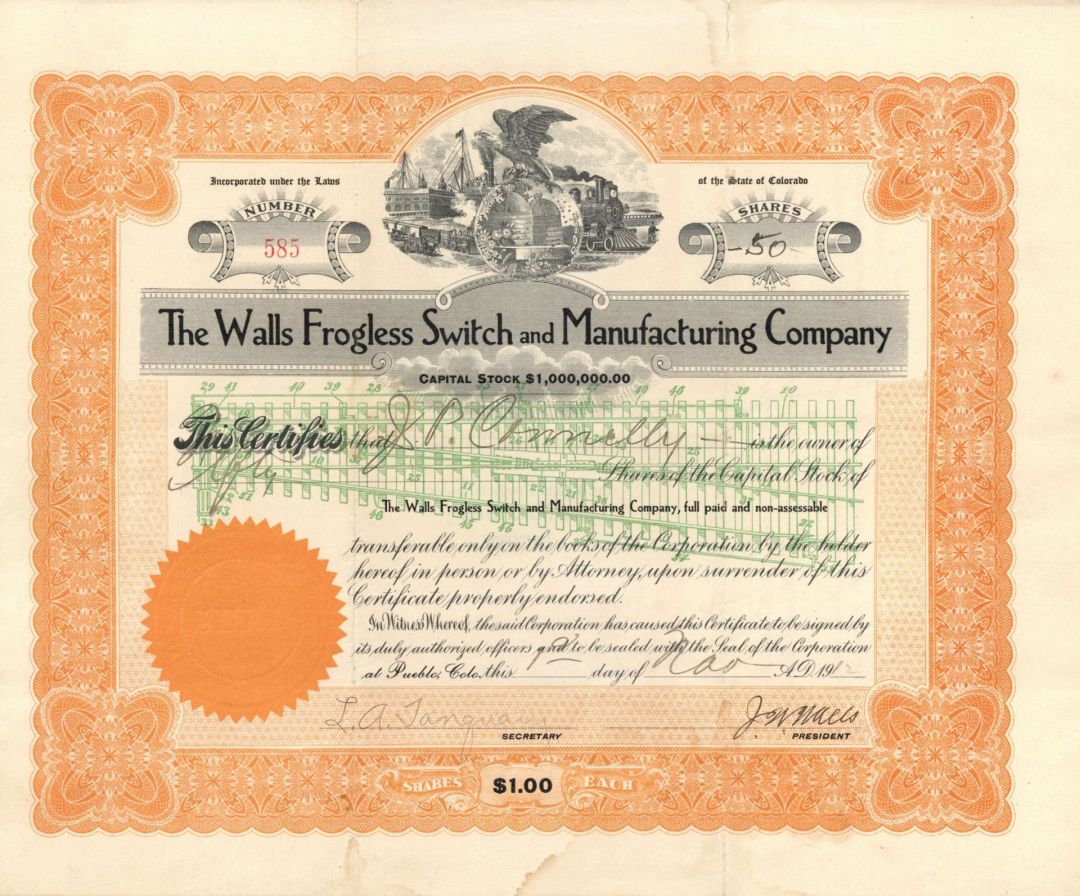 Incorporated under the Laws of the State of Colorado
NUMBER
585
SHARES
-50
The Walls Frogless Switch and Manufacturing Company
CAPITAL STOCK $1,000,000.00
This Certifies that J. P. Connelly is the owner of
Fifty Shares of the Capital Stock of
The Walls Frogless Switch and Manufacturing Company, full paid and non-assessable
transferable only on the books of the Corporation by the holder
hereof in person or by Attorney, upon surrender of this
Certificate properly endorsed.
In Witness Whereof, the said Corporation has caused this Certificate to be signed by
its duly authorized officers and to be sealed with the Seal of the Corporation
at Pueblo, Colo. this day of Nov A.D. 1912
L. A. Tanquary
SECRETARY
J W Walls
PRESIDENT
SHARES $1.00 EACH